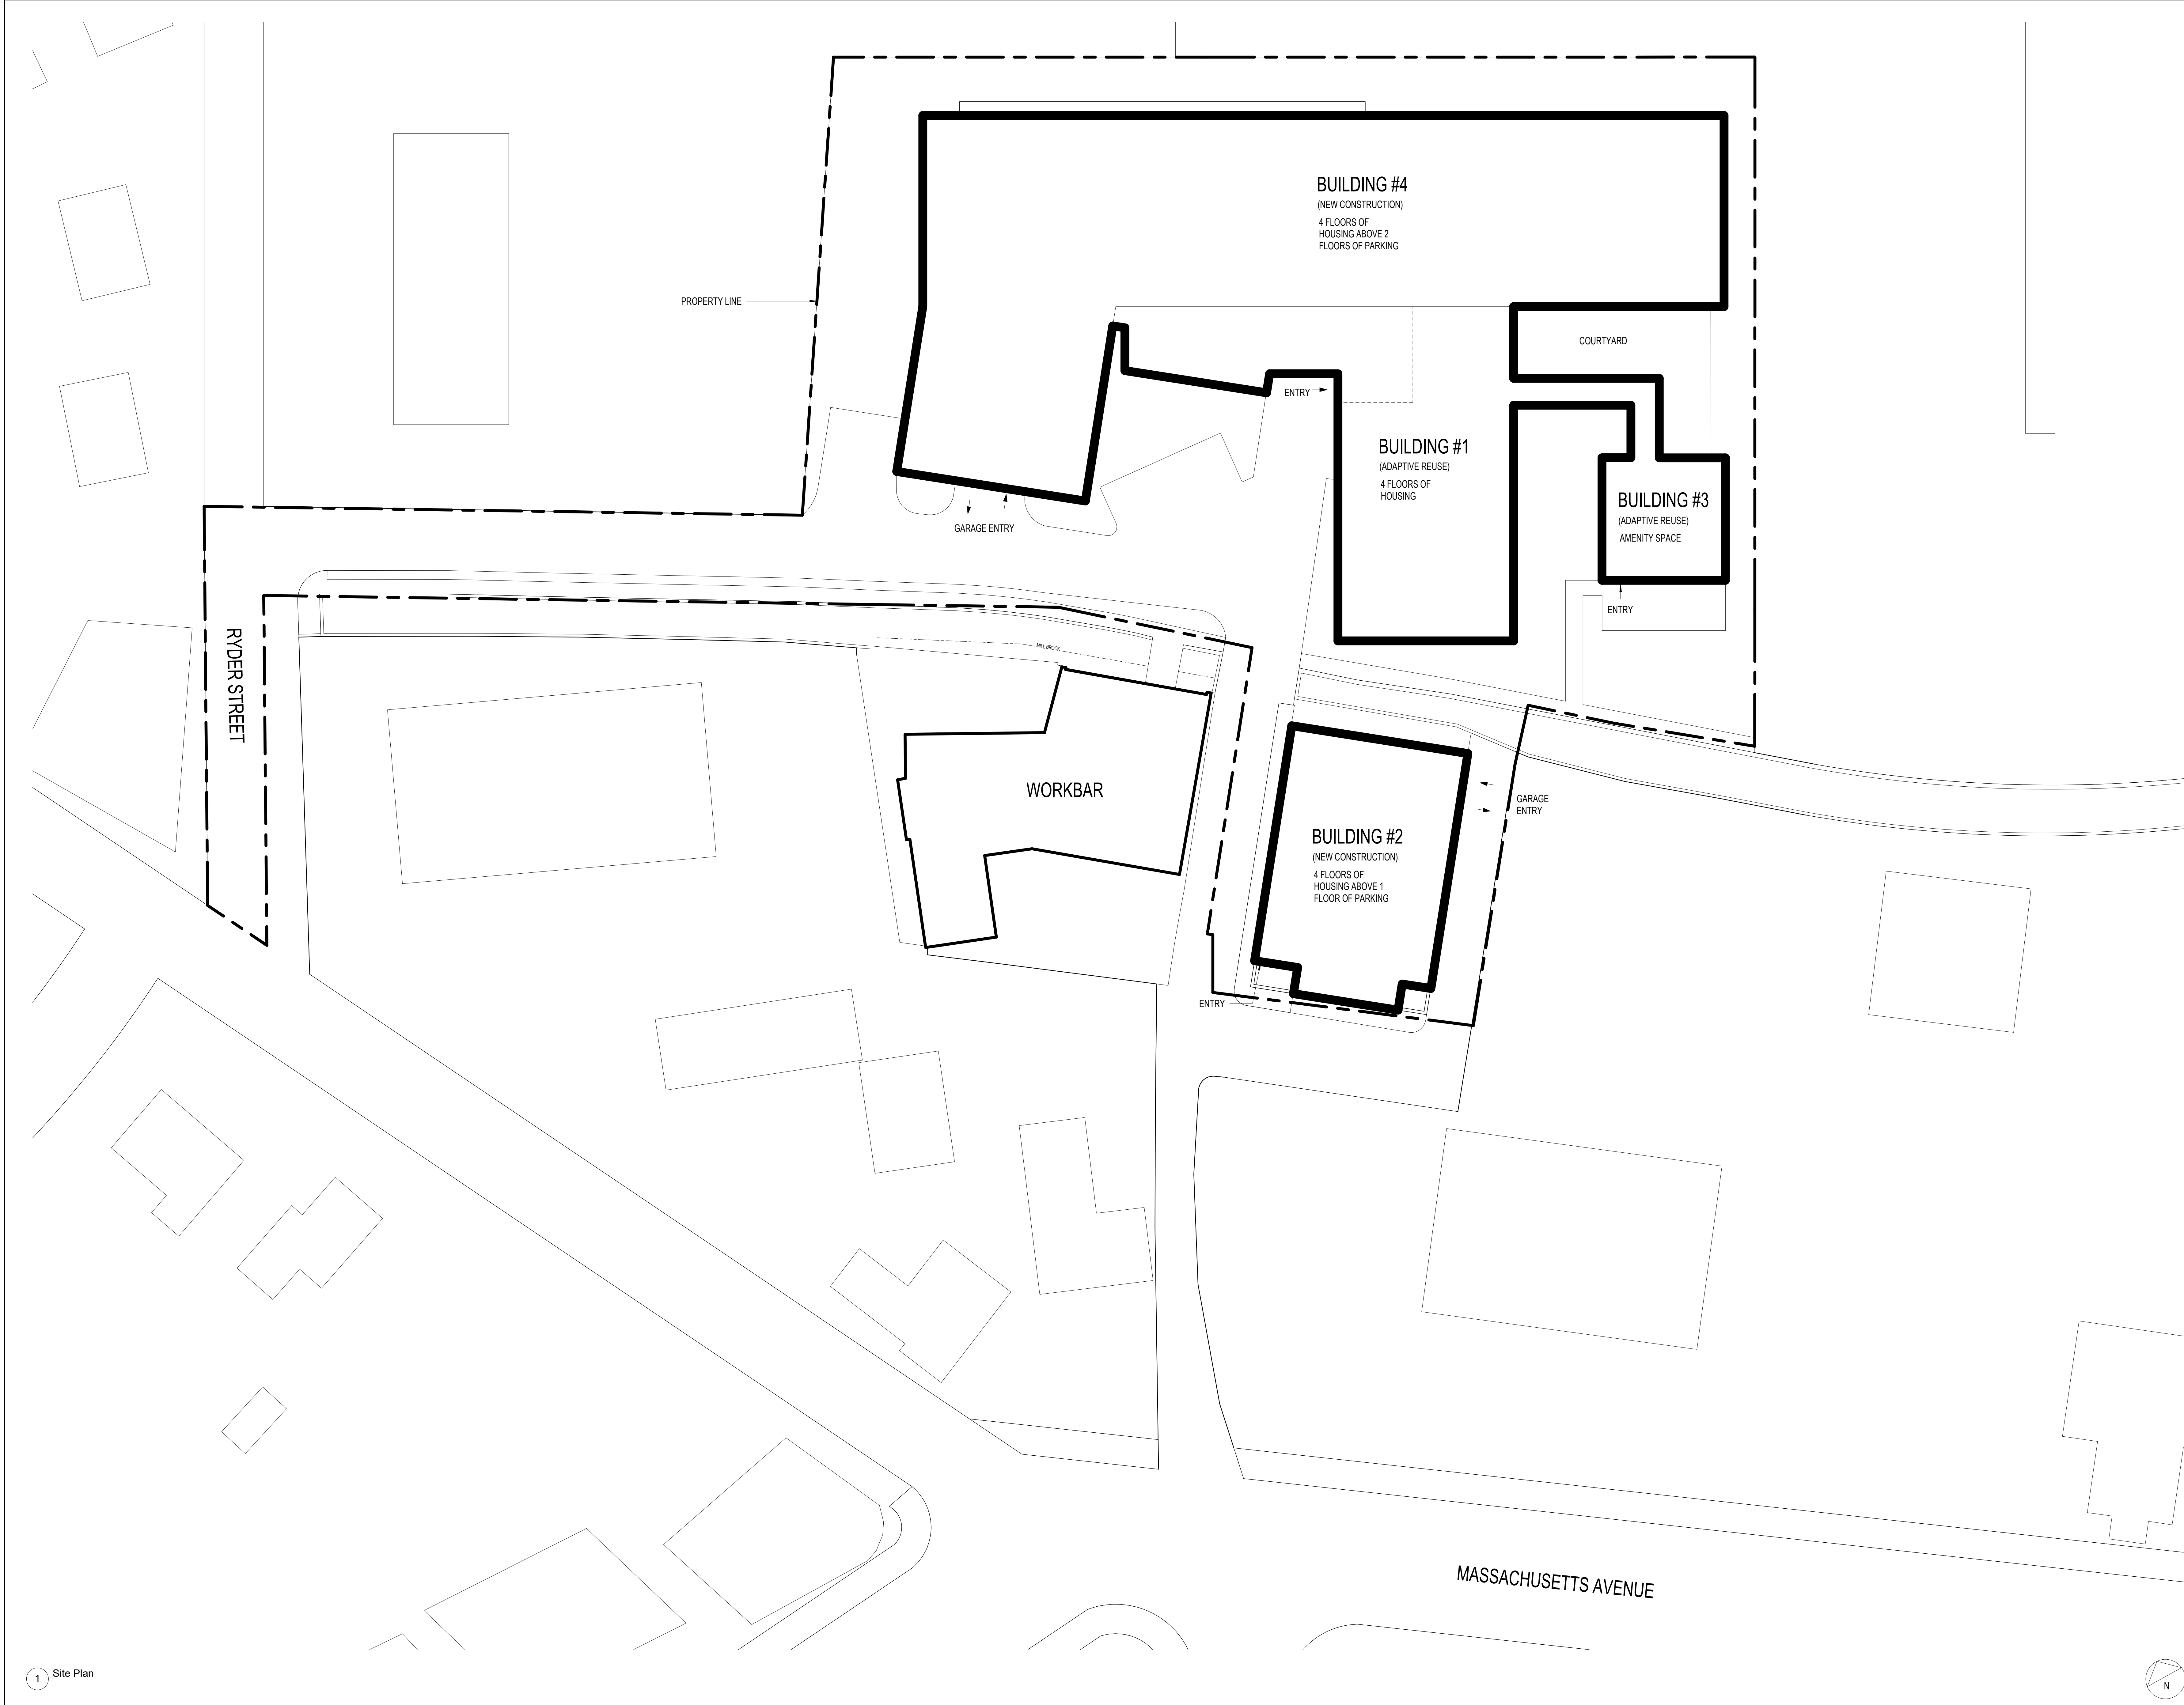 BUILDING #4
(NEW CONSTRUCTION)
4 FLOORS OF
HOUSING ABOVE 2
FLOORS OF PARKING
PROPERTY LINE
COURTYARD
ENTRY
BUILDING #1
(ADAPTIVE REUSE)
4 FLOORS OF
HOUSING
BUILDING #3
(ADAPTIVE REUSE)
AMENITY SPACE
GARAGE ENTRY
ENTRY
RYDER STREET
MILL BROOK
WORKBAR
GARAGE
ENTRY
BUILDING #2
(NEW CONSTRUCTION)
4 FLOORS OF
HOUSING ABOVE 1
FLOOR OF PARKING
ENTRY
MASSACHUSETTS AVENUE
1
Site Plan
N